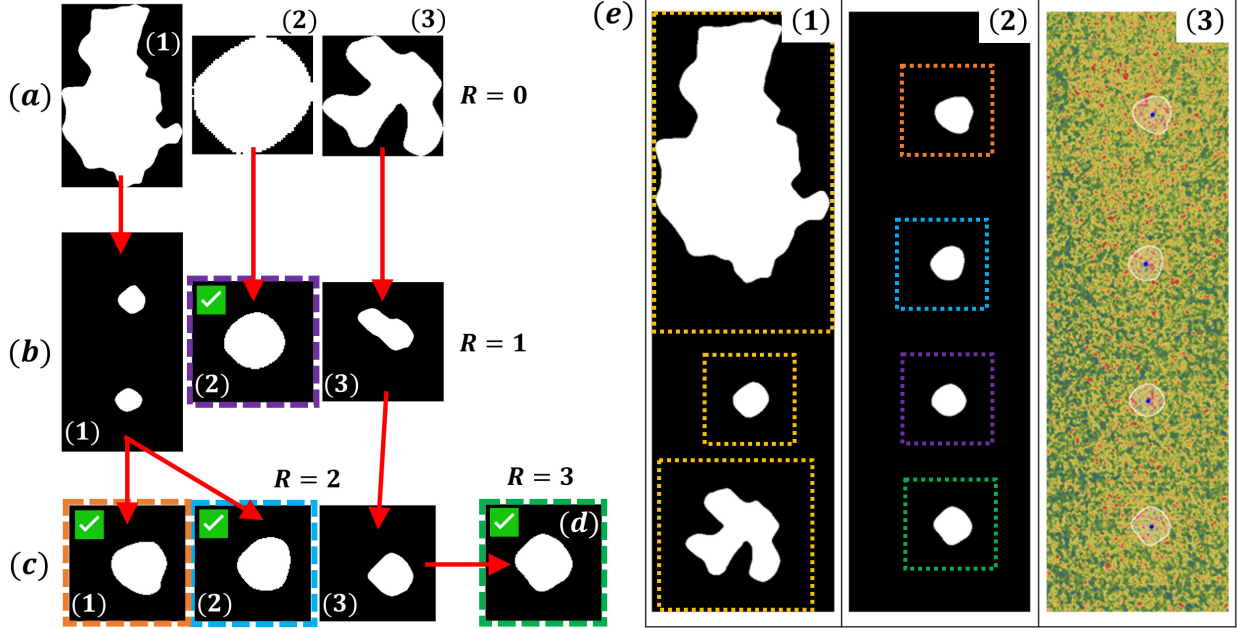 (a)
(1)
(2)
(3)
R = 0
(b)
(1)
(2)
(3)
R = 1
R = 2
R = 3
(c)
(1)
(2)
(3)
(d)
(e)
(1)
(2)
(3)